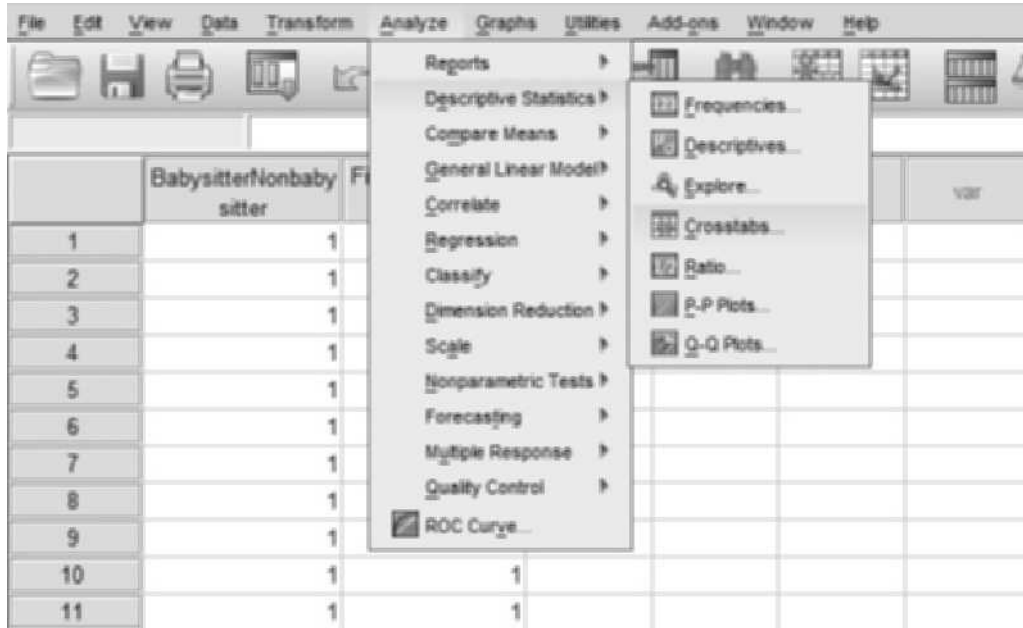 File Edit View Data Transform Analyze Graphs Utilities Add-ons Window Help
Reports
Descriptive Statistics
Compare Means
General Linear Model
Correlate
Regression
Classify
Dimension Reduction
Scale
Nonparametric Tests
Forecasting
Multiple Response
Quality Control
ROC Curve...
Frequencies...
Descriptives...
Explore...
Crosstabs...
Ratio...
P-P Plots...
Q-Q Plots...
BabysitterNonbaby Fi var
sitter
1 1
2 1
3 1
4 1
5 1
6 1
7 1
8 1
9 1
10 1 1
11 1 1